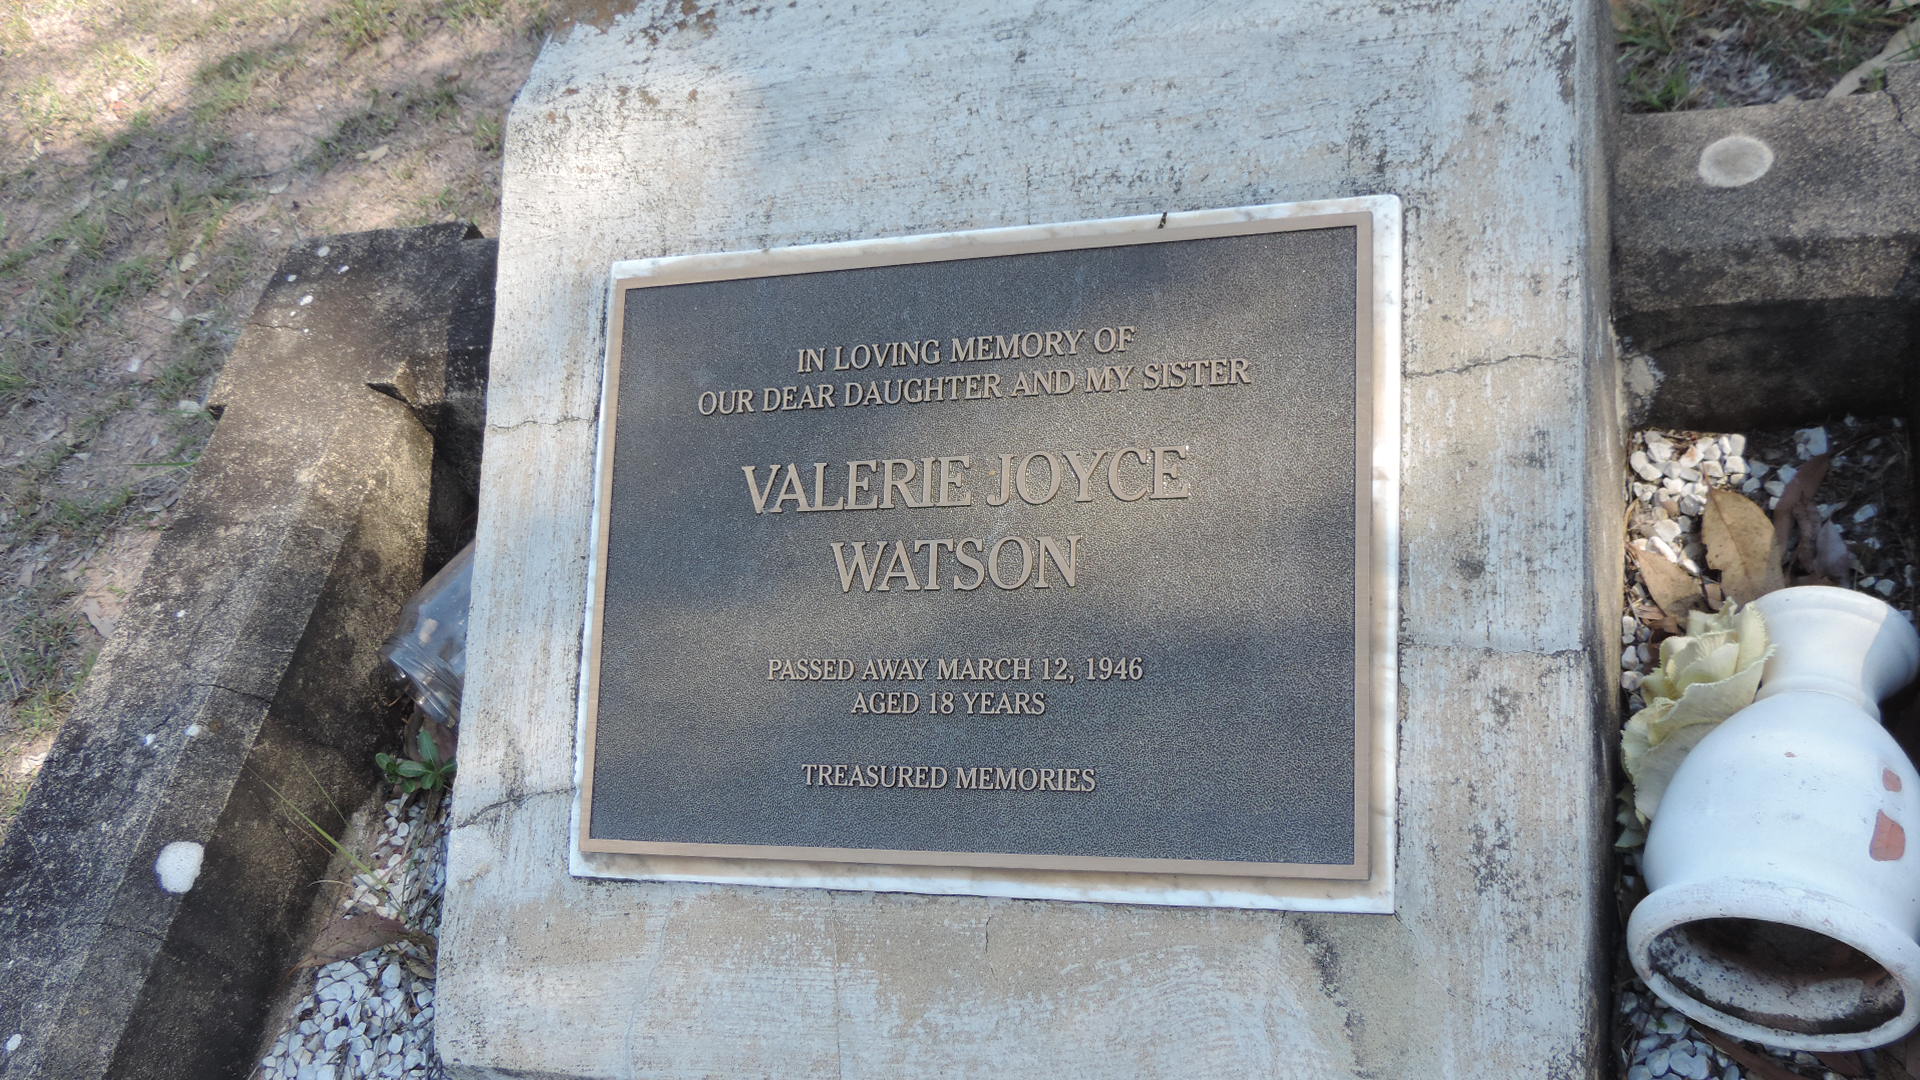 IN LOVING MEMORY OF
OUR DEAR DAUGHTER AND MY SISTER
VALERIE JOYCE
WATSON
PASSED AWAY MARCH 12, 1946
AGED 18 YEARS
TREASURED MEMORIES